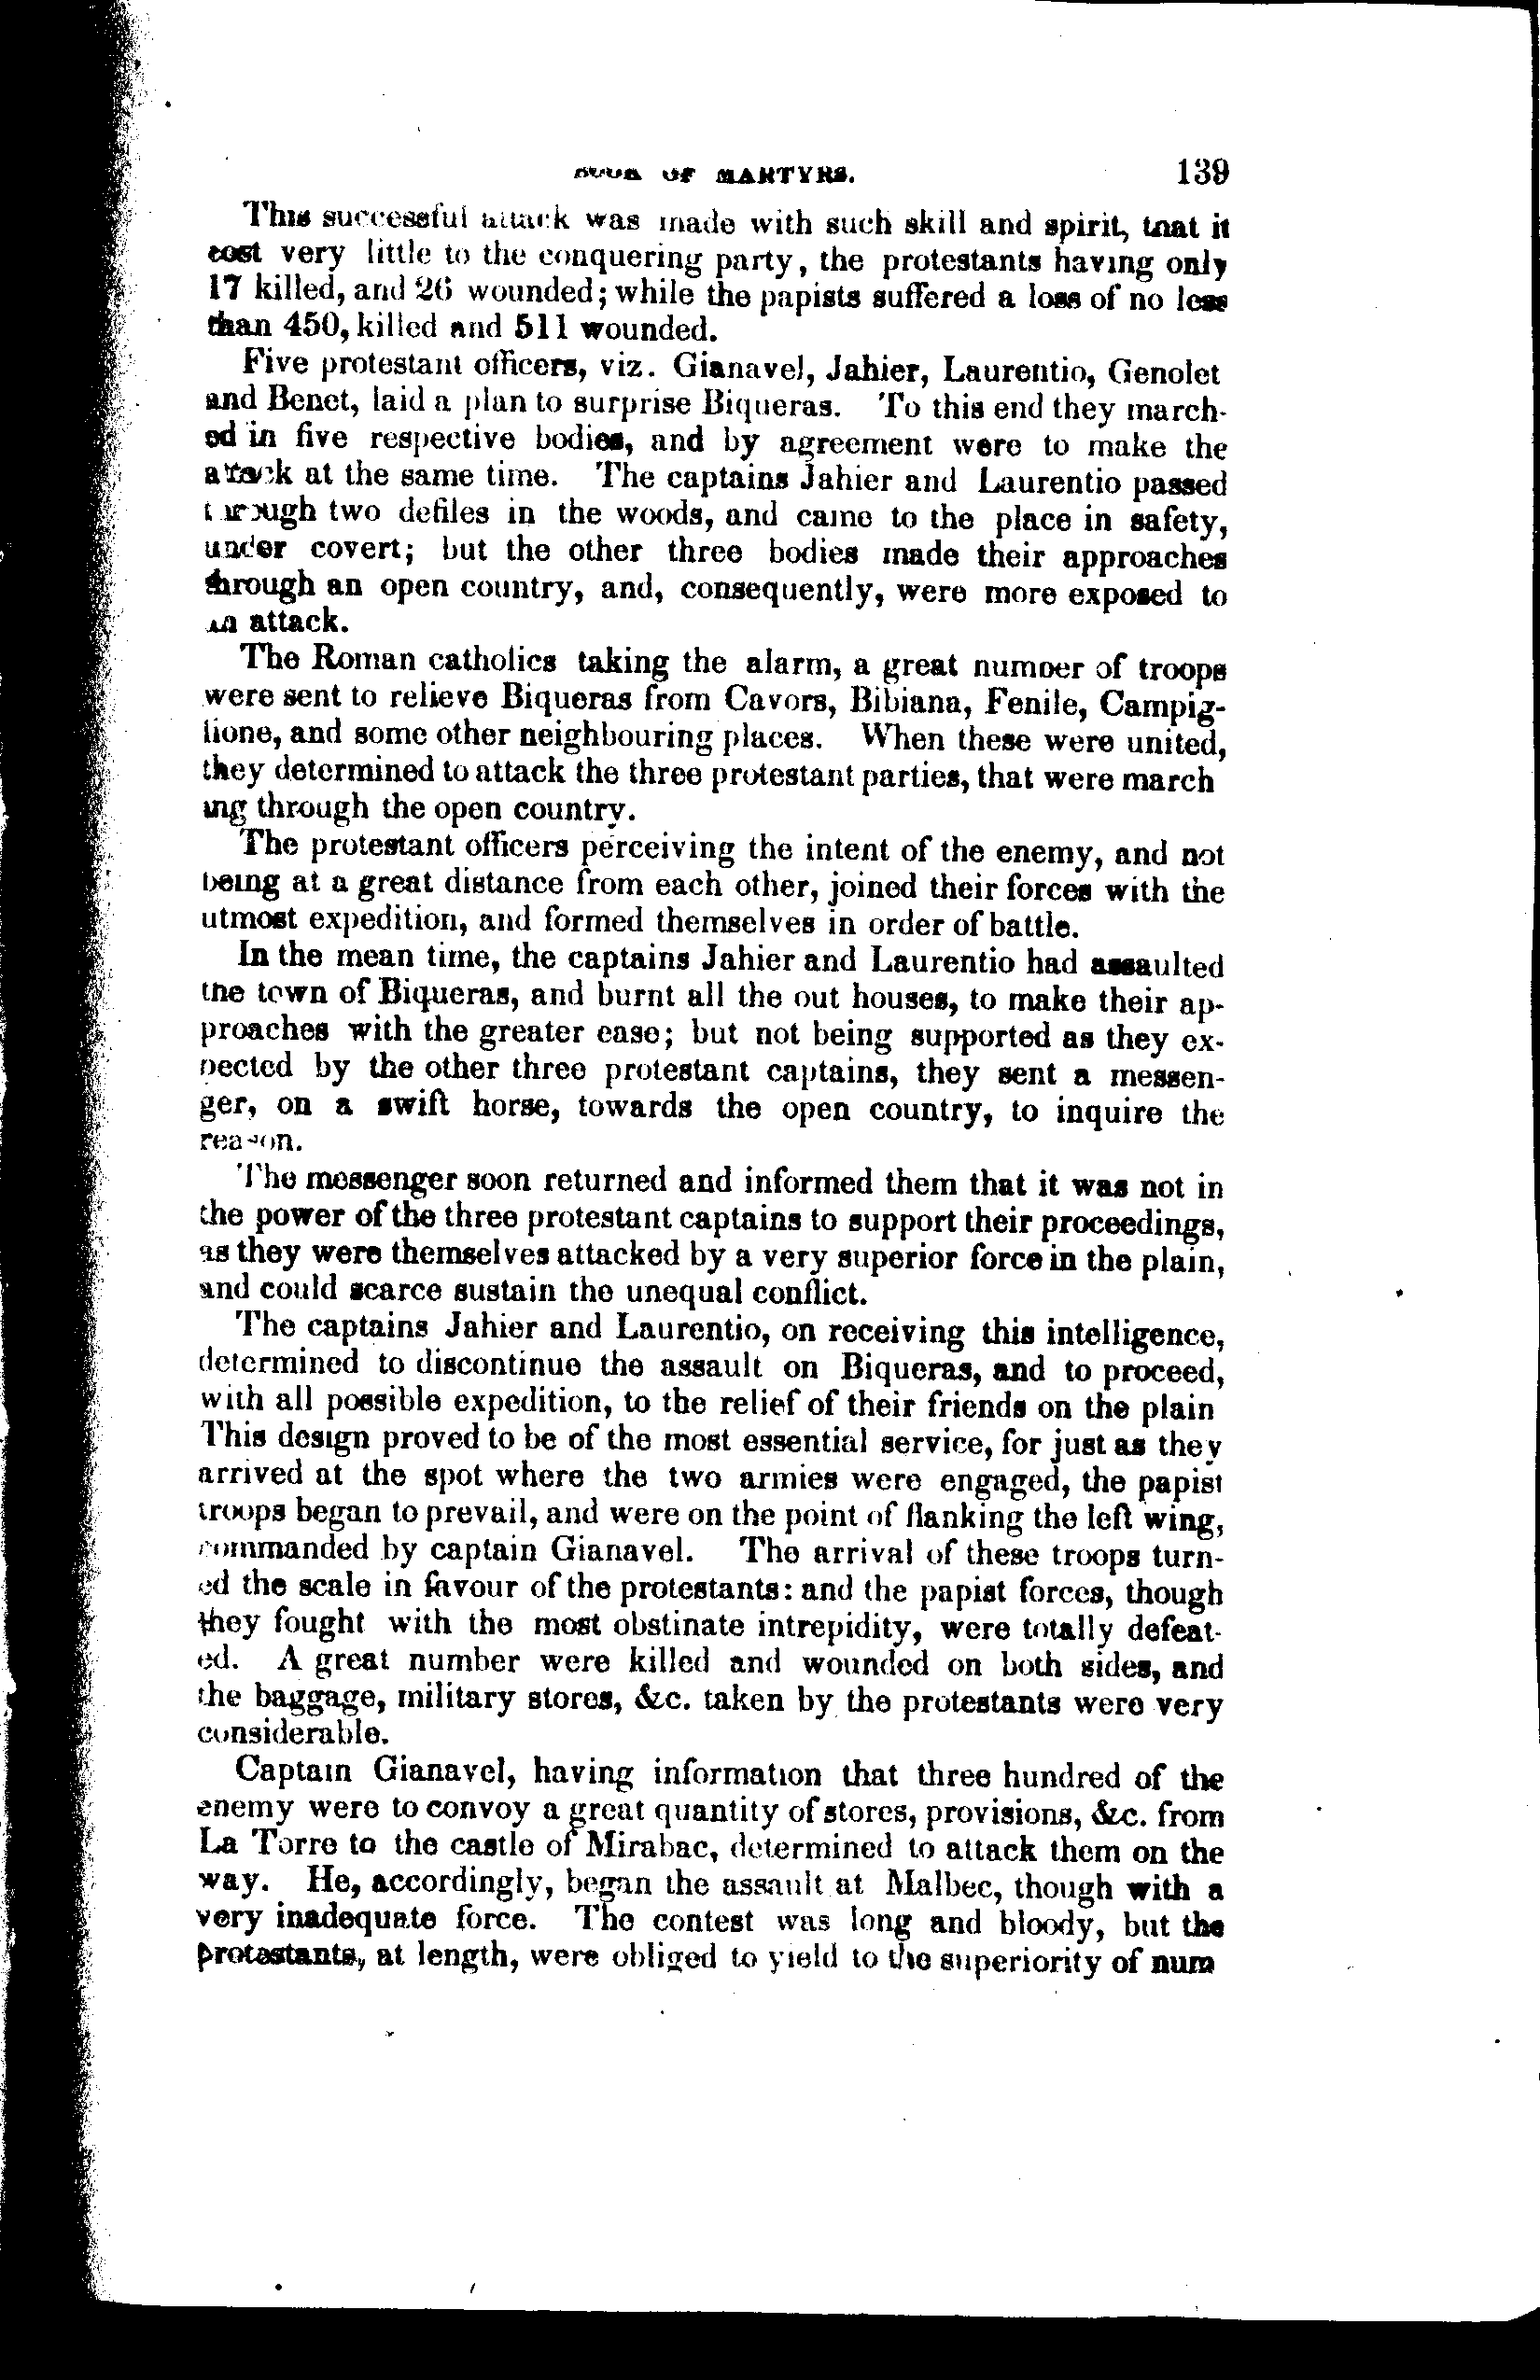 BOOK OF MARTYRS. 139
This successful attack was made with such skill and spirit, that it
cost very little to the conquering party, the protestants having only
17 killed, and 26 wounded; while the papists suffered a loss of no less
than 450, killed and 511 wounded.
Five protestant officers, viz. Gianavel, Jahier, Laurentio, Genolet
and Benet, laid a plan to surprise Biqueras. To this end they march-
ed in five respective bodies, and by agreement were to make the
attack at the same time. The captains Jahier and Laurentio passed
through two defiles in the woods, and came to the place in safety,
under covert; but the other three bodies made their approaches
through an open country, and, consequently, were more exposed to
an attack.
The Roman catholics taking the alarm, a great number of troops
were sent to relieve Biqueras from Cavors, Bibiana, Fenile, Campig-
lione, and some other neighbouring places. When these were united,
they determined to attack the three protestant parties, that were march
ing through the open country.
The protestant officers perceiving the intent of the enemy, and not
being at a great distance from each other, joined their forces with the
utmost expedition, and formed themselves in order of battle.
In the mean time, the captains Jahier and Laurentio had assaulted
the town of Biqueras, and burnt all the out houses, to make their ap-
proaches with the greater ease; but not being supported as they ex-
pected by the other three protestant captains, they sent a messen-
ger, on a swift horse, towards the open country, to inquire the
reason.
The messenger soon returned and informed them that it was not in
the power of the three protestant captains to support their proceedings,
as they were themselves attacked by a very superior force in the plain,
and could scarce sustain the unequal conflict.
The captains Jahier and Laurentio, on receiving this intelligence,
determined to discontinue the assault on Biqueras, and to proceed,
with all possible expedition, to the relief of their friends on the plain
This design proved to be of the most essential service, for just as they
arrived at the spot where the two armies were engaged, the papist
troops began to prevail, and were on the point of flanking the left wing,
commanded by captain Gianavel. The arrival of these troops turn-
ed the scale in favour of the protestants: and the papist forces, though
they fought with the most obstinate intrepidity, were totally defeat-
ed. A great number were killed and wounded on both sides, and
the baggage, military stores, &c. taken by the protestants were very
considerable.
Captain Gianavel, having information that three hundred of the
enemy were to convoy a great quantity of stores, provisions, &c. from
La Torre to the castle of Mirabac, determined to attack them on the
way. He, accordingly, began the assault at Malbec, though with a
very inadequate force. The contest was long and bloody, but the
protestants, at length, were obliged to yield to the superiority of num